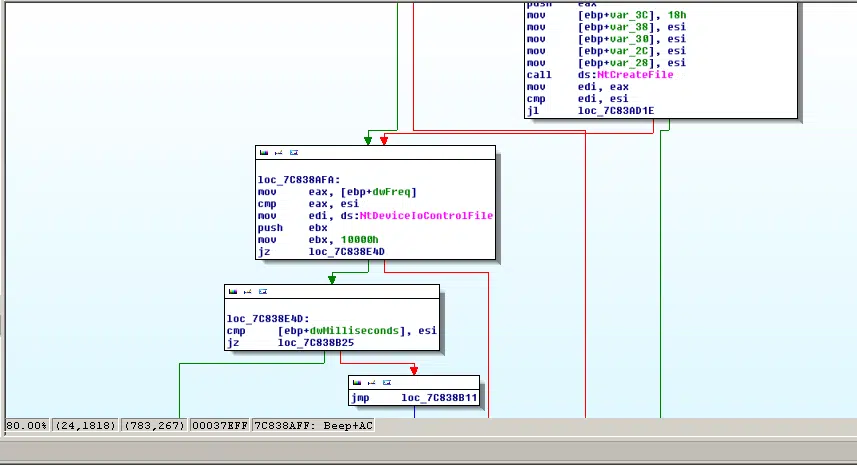 push eax
mov [ebp+var_3C], 18h
mov [ebp+var_38], esi
mov [ebp+var_30], esi
mov [ebp+var_2C], esi
mov [ebp+var_28], esi
call ds:NtCreateFile
mov edi, eax
cmp edi, esi
jl loc_7C83AD1E
loc_7C838AFA:
mov eax, [ebp+dwFreq]
cmp eax, esi
mov edi, ds:NtDeviceIoControlFile
push ebx
mov ebx, 10000h
jz loc_7C838E4D
loc_7C838E4D:
cmp [ebp+dwMilliseconds], esi
jz loc_7C838B25
jmp loc_7C838B11
80.00% (24,1818) (783,267) 00037EFF 7C838AFF: Beep+AC